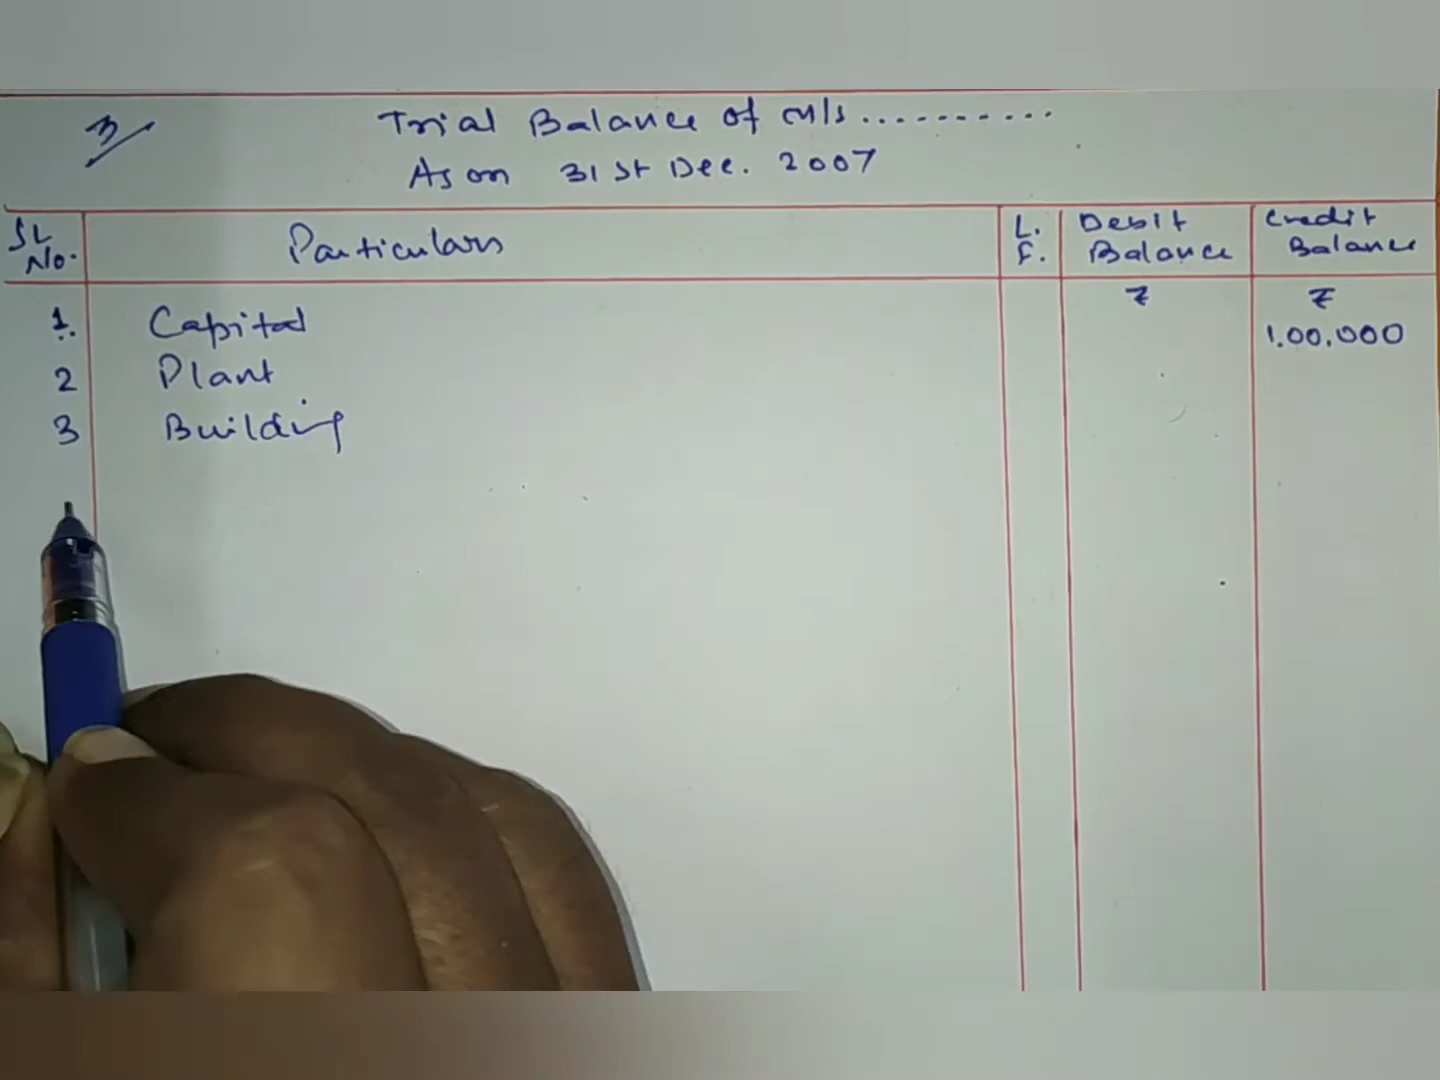 3
Trial Balance of M/s..........
As on 31st Dec. 2007
SL No. Particulars L. F. Debit Balance Credit Balance
₹ ₹
1. Capital 1,00,000
2 Plant
3 Building